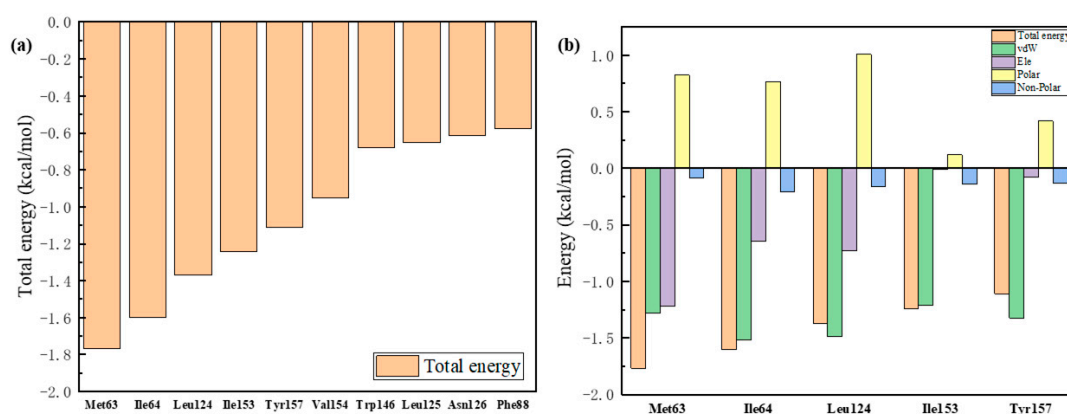 (a)
Total energy (kcal/mol)
0.0
-0.2
-0.4
-0.6
-0.8
-1.0
-1.2
-1.4
-1.6
-1.8
-2.0
Total energy
Met63 Ile64 Leu124 Ile153 Tyr157 Val154 Trp146 Leu125 Asn126 Phe88
(b)
Energy (kcal/mol)
1.0
0.5
0.0
-0.5
-1.0
-1.5
-2.0
Total energy
vdW
Ele
Polar
Non-Polar
Met63 Ile64 Leu124 Ile153 Tyr157